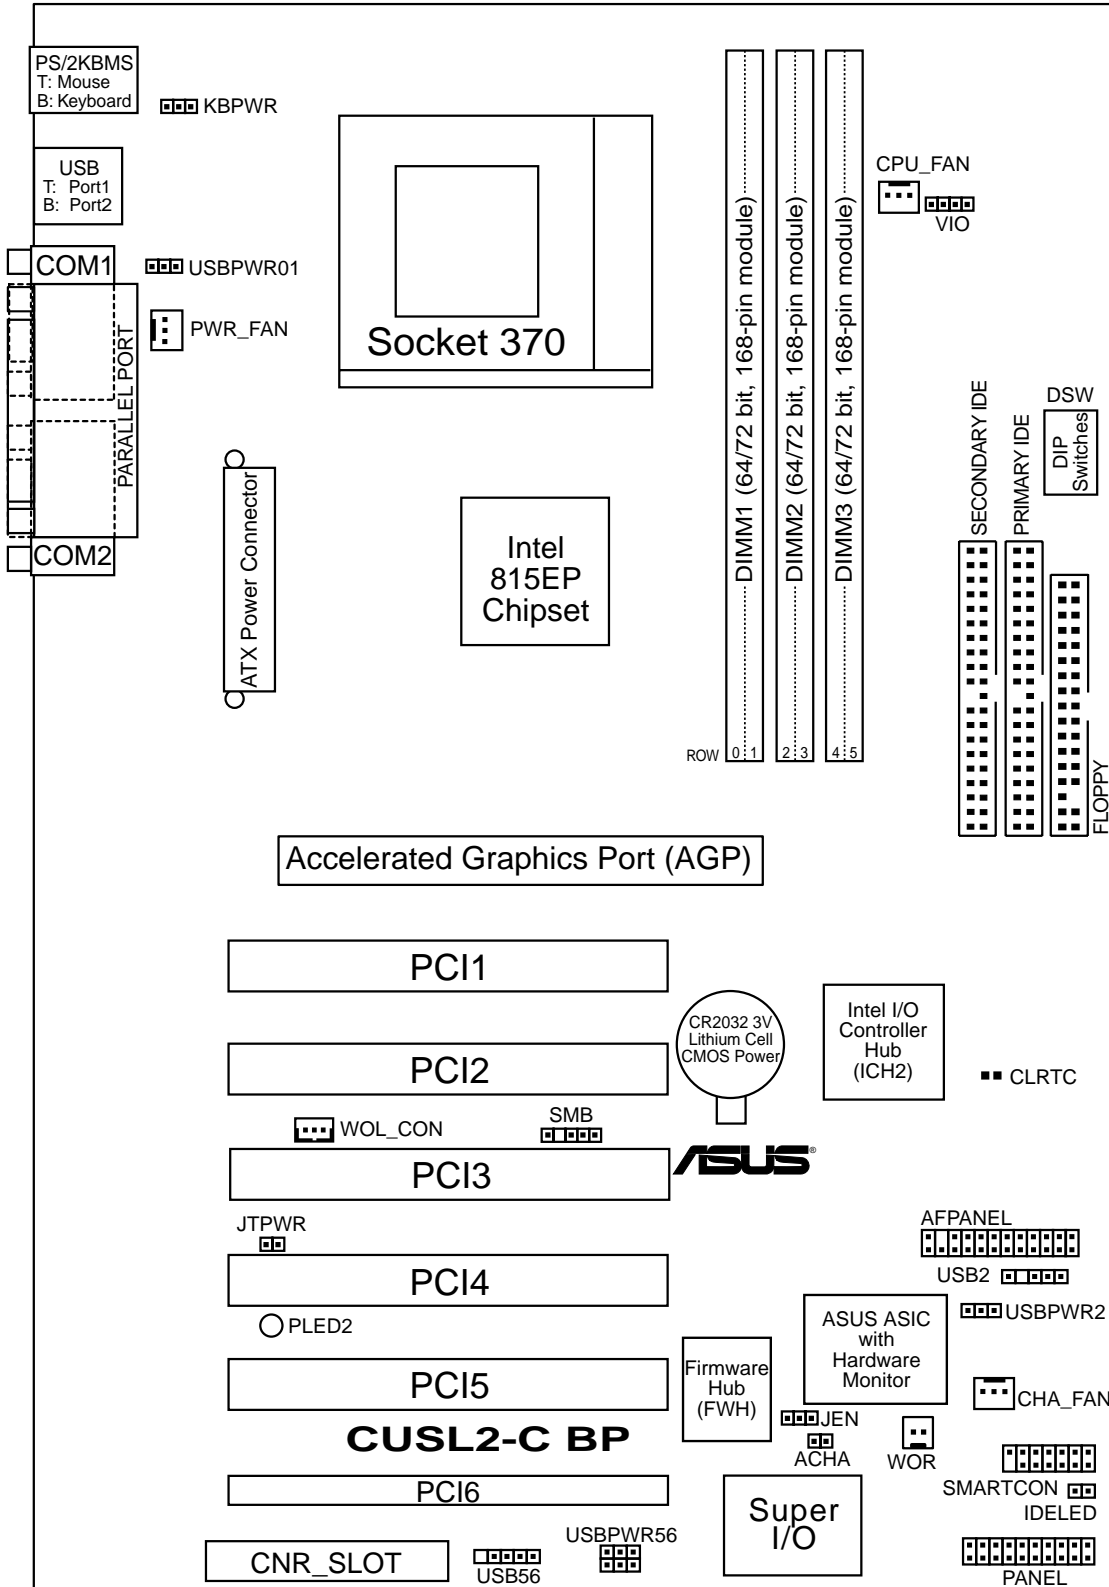 PS/2KBMS
T: Mouse
B: Keyboard
KBPWR
USB
T: Port1
B: Port2
COM1
USBPWR01
PWR_FAN
PARALLEL PORT
COM2
Socket 370
ATX Power Connector
Intel
815EP
Chipset
DIMM1 (64/72 bit, 168-pin module)
DIMM2 (64/72 bit, 168-pin module)
DIMM3 (64/72 bit, 168-pin module)
ROW 0 1 2 3 4 5
CPU_FAN
VIO
SECONDARY IDE
PRIMARY IDE
DSW
DIP
Switches
FLOPPY
Accelerated Graphics Port (AGP)
PCI1
PCI2
CR2032 3V
Lithium Cell
CMOS Power
Intel I/O
Controller
Hub
(ICH2)
CLRTC
WOL_CON
SMB
PCI3
ASUS®
JTPWR
PCI4
PLED2
AFPANEL
USB2
USBPWR2
ASUS ASIC
with
Hardware
Monitor
PCI5
Firmware
Hub
(FWH)
CHA_FAN
JEN
ACHA
WOR
CUSL2-C BP
PCI6
SMARTCON
IDELED
Super
I/O
CNR_SLOT
USB56
USBPWR56
PANEL